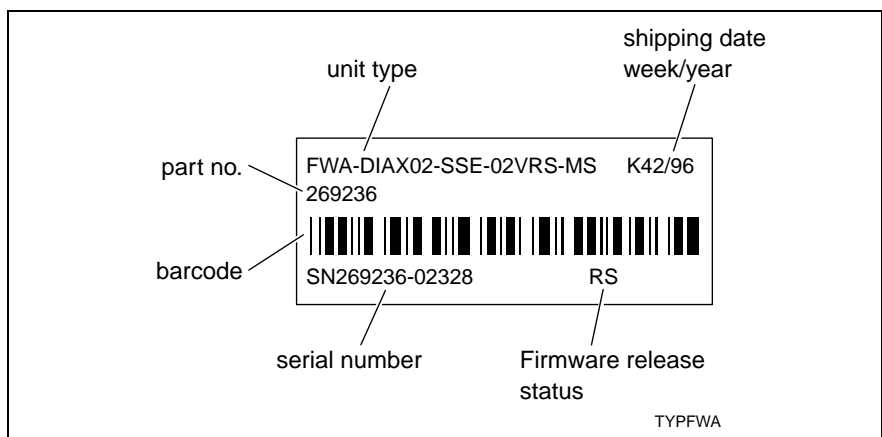 shipping date
week/year
unit type
part no.
FWA-DIAX02-SSE-02VRS-MS K42/96
269236
barcode
SN269236-02328 RS
serial number
Firmware release
status
TYPFWA